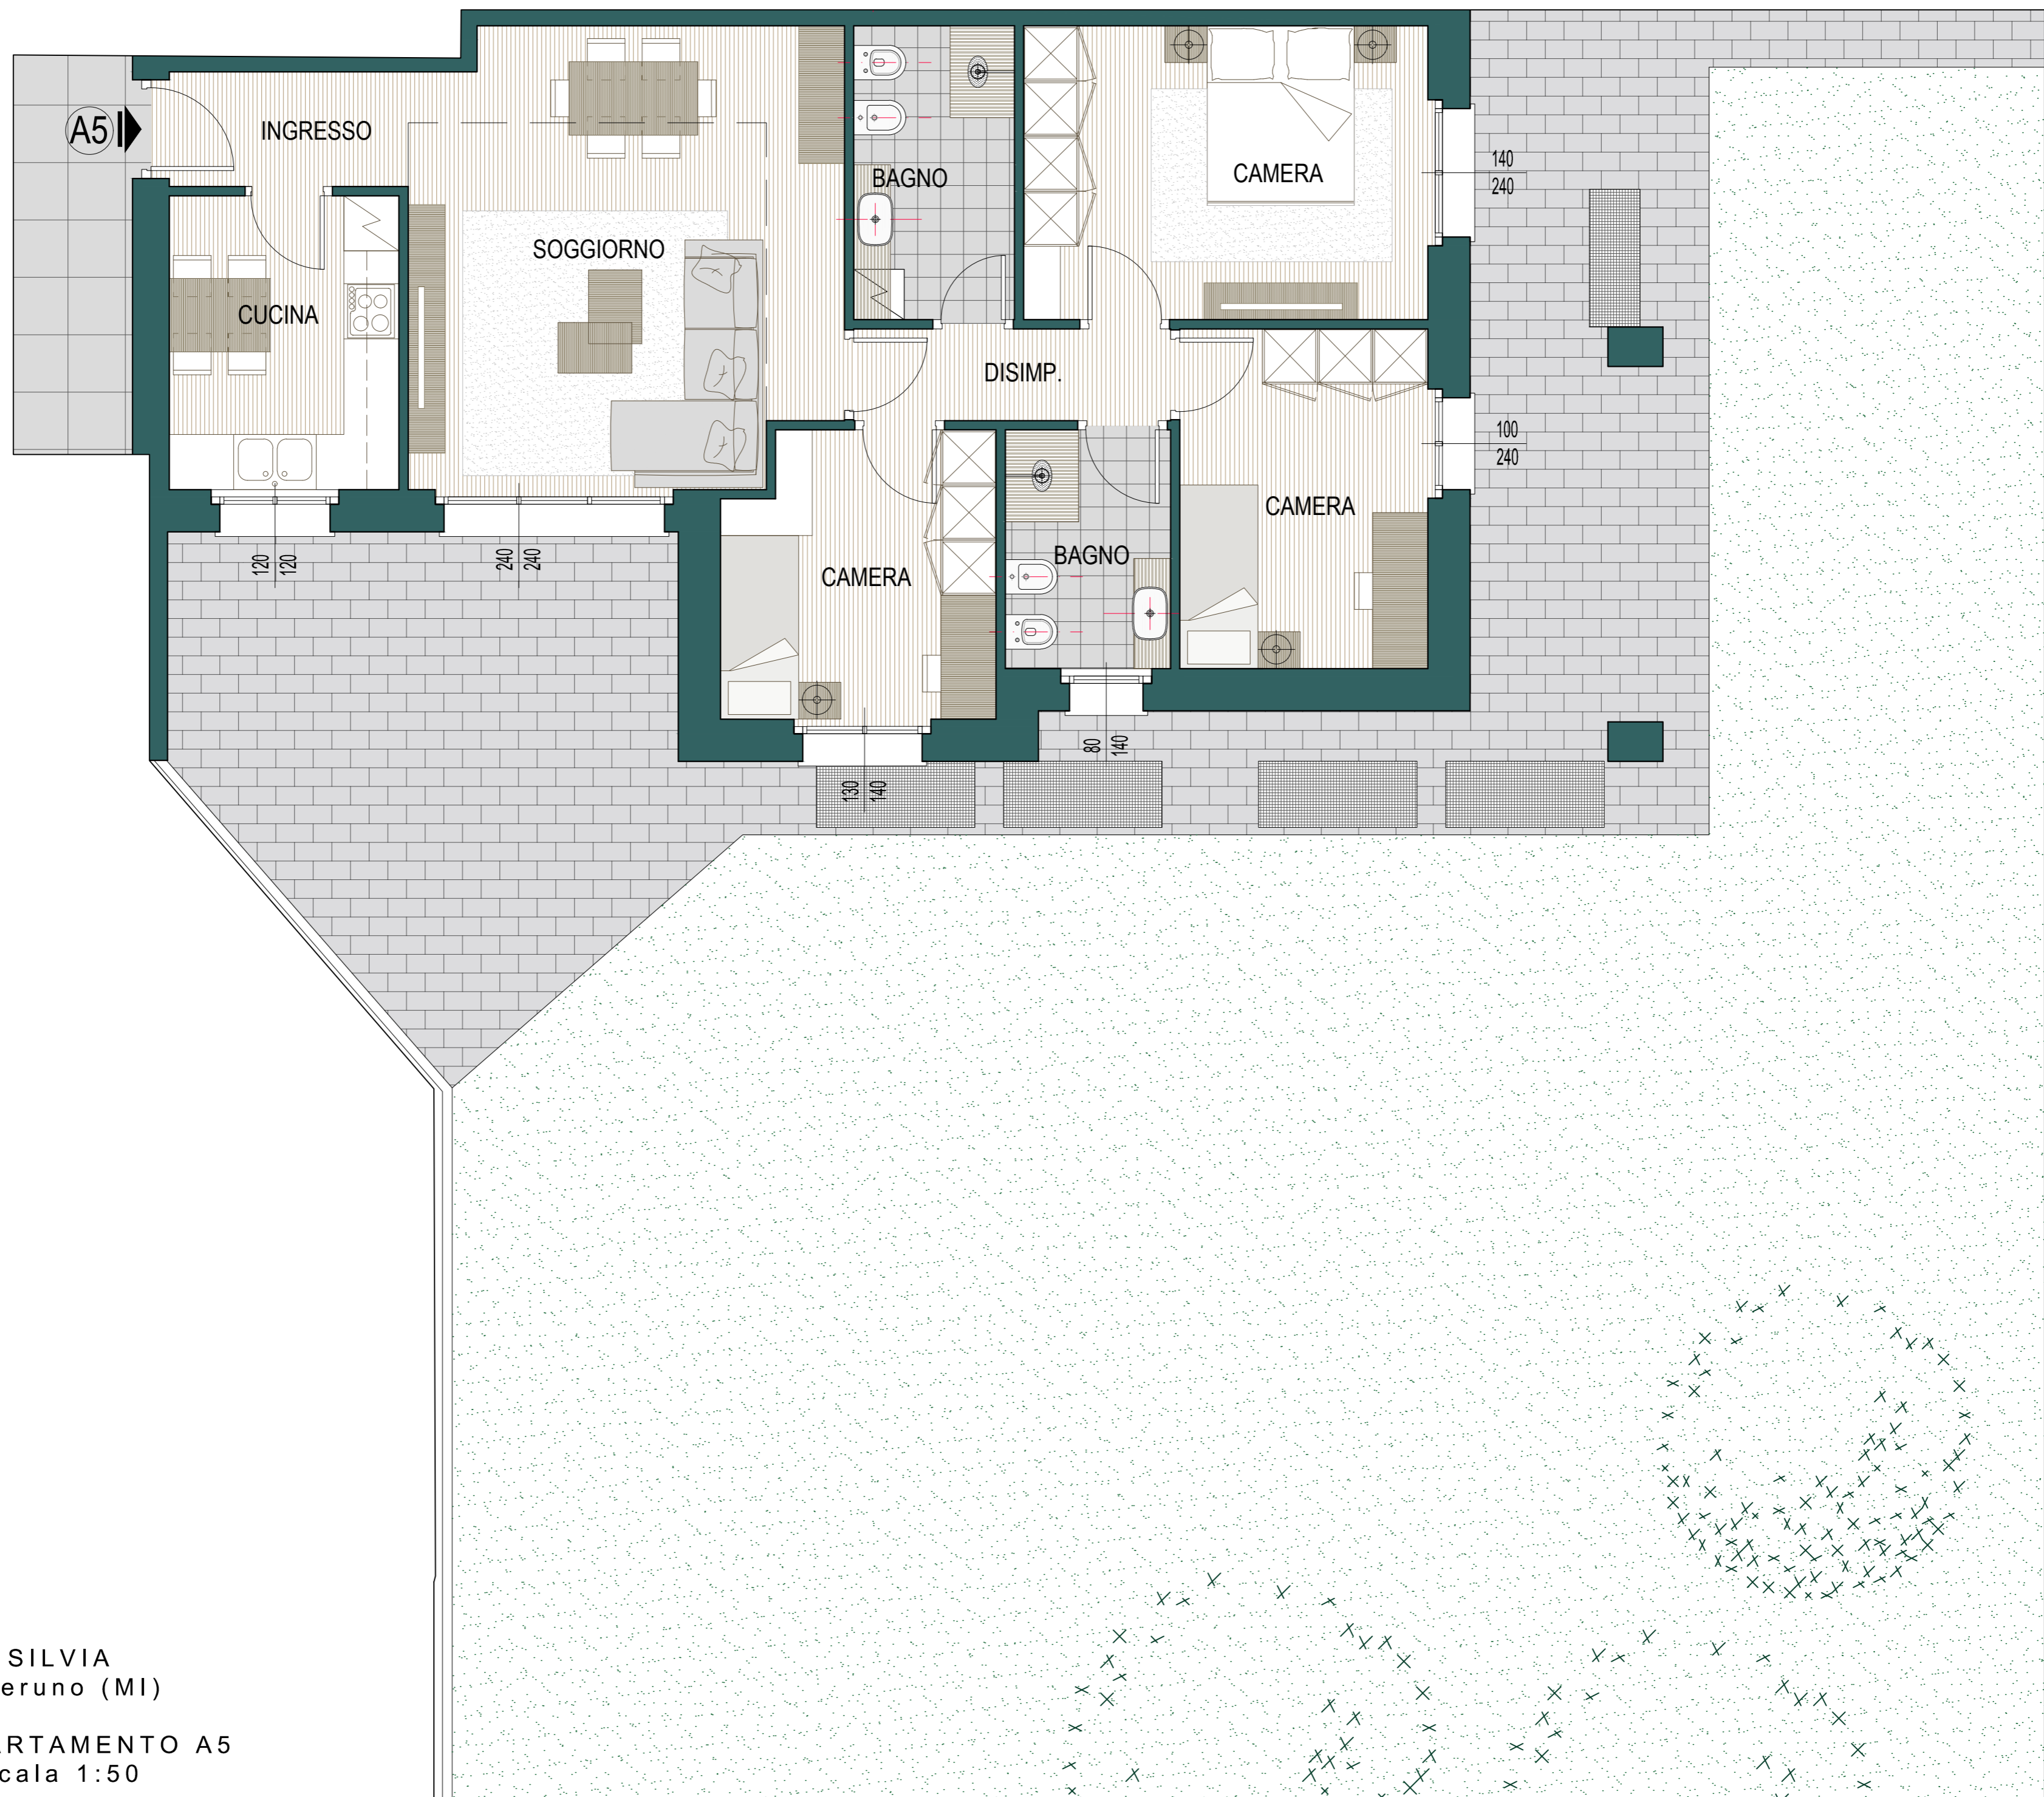 A5
INGRESSO
BAGNO
CAMERA
140
240
SOGGIORNO
CUCINA
DISIMP.
100
240
CAMERA
CAMERA
BAGNO
120
120
240
240
80
140
130
140
SILVIA
eruno (MI)
ARTAMENTO A5
cala 1:50